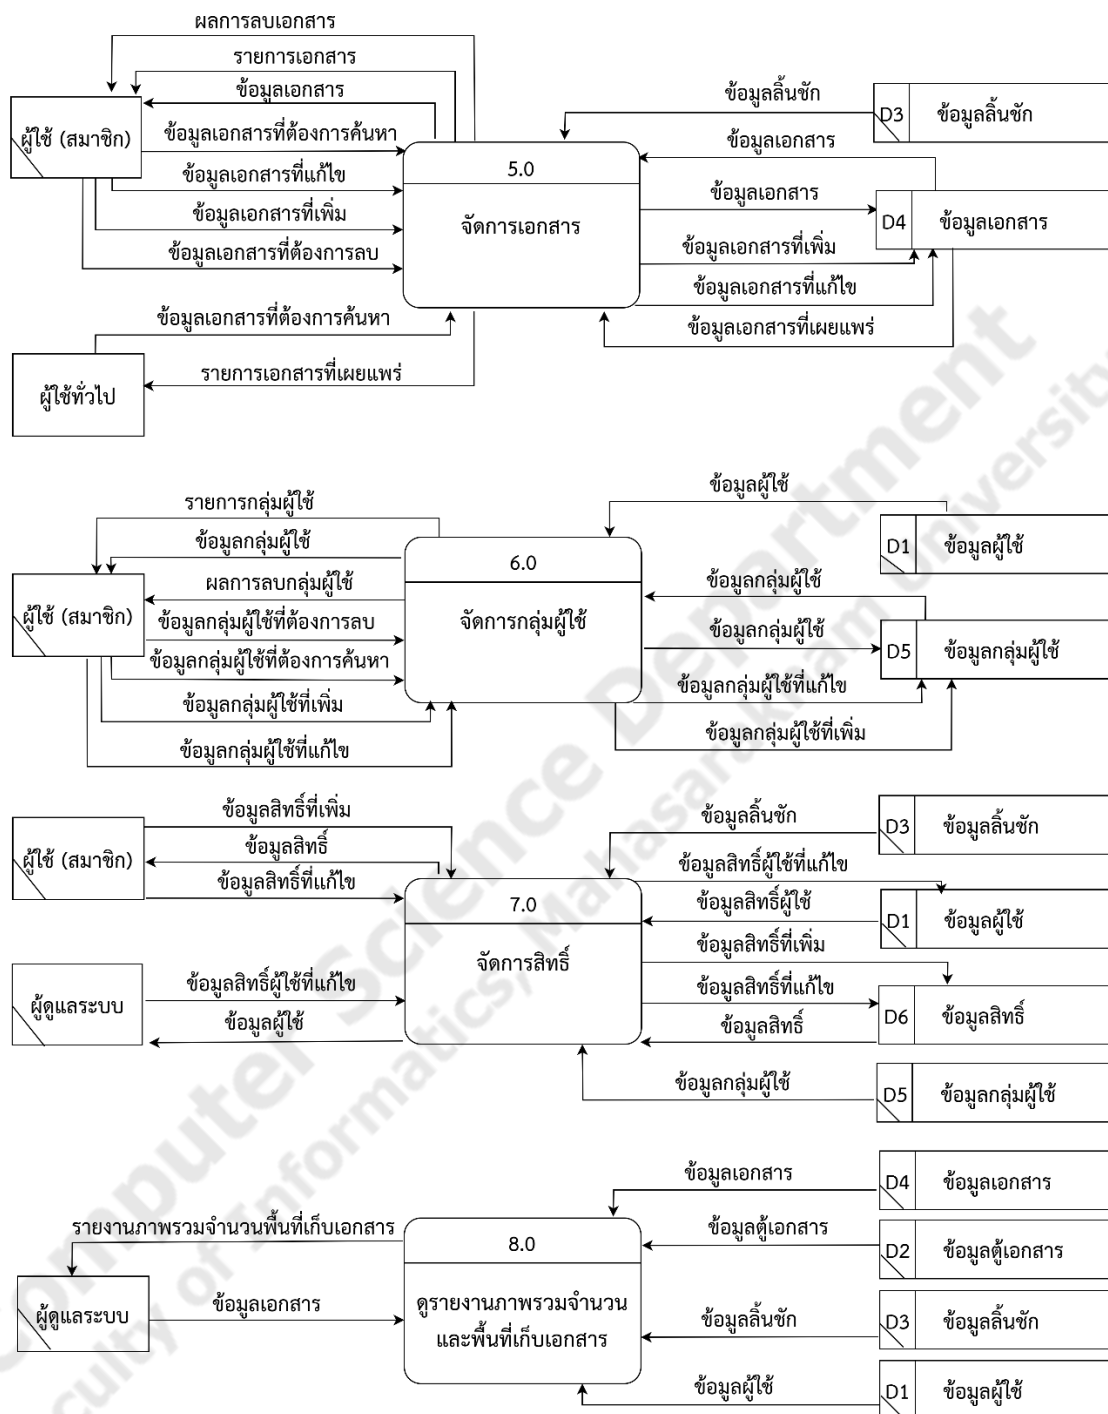 ผลการลบเอกสาร
รายการเอกสาร
ข้อมูลเอกสาร
ผู้ใช้ (สมาชิก)
ข้อมูลเอกสารที่ต้องการค้นหา
ข้อมูลเอกสารที่แก้ไข
ข้อมูลเอกสารที่เพิ่ม
ข้อมูลเอกสารที่ต้องการลบ
5.0
จัดการเอกสาร
ข้อมูลลิ้นชัก
D3 ข้อมูลลิ้นชัก
ข้อมูลเอกสาร
ข้อมูลเอกสาร
D4 ข้อมูลเอกสาร
ข้อมูลเอกสารที่เพิ่ม
ข้อมูลเอกสารที่แก้ไข
ข้อมูลเอกสารที่เผยแพร่
ข้อมูลเอกสารที่ต้องการค้นหา
ผู้ใช้ทั่วไป
รายการเอกสารที่เผยแพร่
รายการกลุ่มผู้ใช้
ข้อมูลกลุ่มผู้ใช้
ผลการลบกลุ่มผู้ใช้
ผู้ใช้ (สมาชิก)
ข้อมูลกลุ่มผู้ใช้ที่ต้องการลบ
ข้อมูลกลุ่มผู้ใช้ที่ต้องการค้นหา
ข้อมูลกลุ่มผู้ใช้ที่เพิ่ม
ข้อมูลกลุ่มผู้ใช้ที่แก้ไข
6.0
จัดการกลุ่มผู้ใช้
ข้อมูลผู้ใช้
D1 ข้อมูลผู้ใช้
ข้อมูลกลุ่มผู้ใช้
ข้อมูลกลุ่มผู้ใช้
D5 ข้อมูลกลุ่มผู้ใช้
ข้อมูลกลุ่มผู้ใช้ที่แก้ไข
ข้อมูลกลุ่มผู้ใช้ที่เพิ่ม
ข้อมูลสิทธิ์ที่เพิ่ม
ข้อมูลสิทธิ์
ผู้ใช้ (สมาชิก)
ข้อมูลสิทธิ์ที่แก้ไข
7.0
จัดการสิทธิ์
ผู้ดูแลระบบ
ข้อมูลสิทธิ์ผู้ใช้ที่แก้ไข
ข้อมูลผู้ใช้
ข้อมูลลิ้นชัก
D3 ข้อมูลลิ้นชัก
ข้อมูลสิทธิ์ผู้ใช้ที่แก้ไข
ข้อมูลสิทธิ์ผู้ใช้
D1 ข้อมูลผู้ใช้
ข้อมูลสิทธิ์ที่เพิ่ม
ข้อมูลสิทธิ์ที่แก้ไข
D6 ข้อมูลสิทธิ์
ข้อมูลสิทธิ์
ข้อมูลกลุ่มผู้ใช้
D5 ข้อมูลกลุ่มผู้ใช้
รายงานภาพรวมจำนวนพื้นที่เก็บเอกสาร
ผู้ดูแลระบบ
ข้อมูลเอกสาร
8.0
ดูรายงานภาพรวมจำนวน
และพื้นที่เก็บเอกสาร
ข้อมูลเอกสาร
D4 ข้อมูลเอกสาร
ข้อมูลตู้เอกสาร
D2 ข้อมูลตู้เอกสาร
ข้อมูลลิ้นชัก
D3 ข้อมูลลิ้นชัก
ข้อมูลผู้ใช้
D1 ข้อมูลผู้ใช้
Computer Science Department
Faculty of Informatics, Mahasarakham University